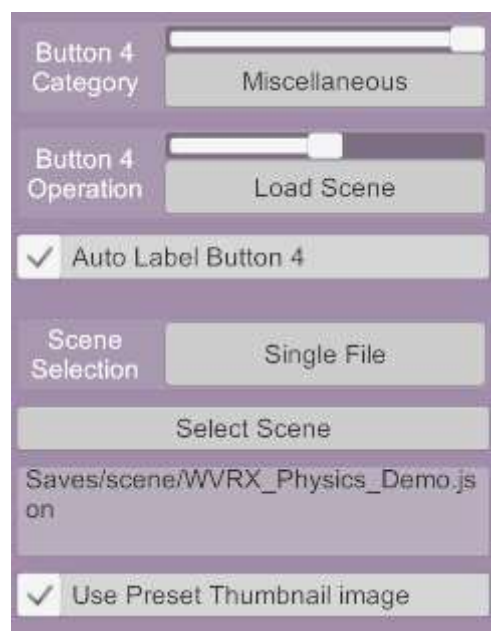 Button 4
Category
Miscellaneous
Button 4
Operation
Load Scene
Auto Label Button 4
Scene
Selection
Single File
Select Scene
Saves/scene/WVRX_Physics_Demo.js
on
Use Preset Thumbnail image